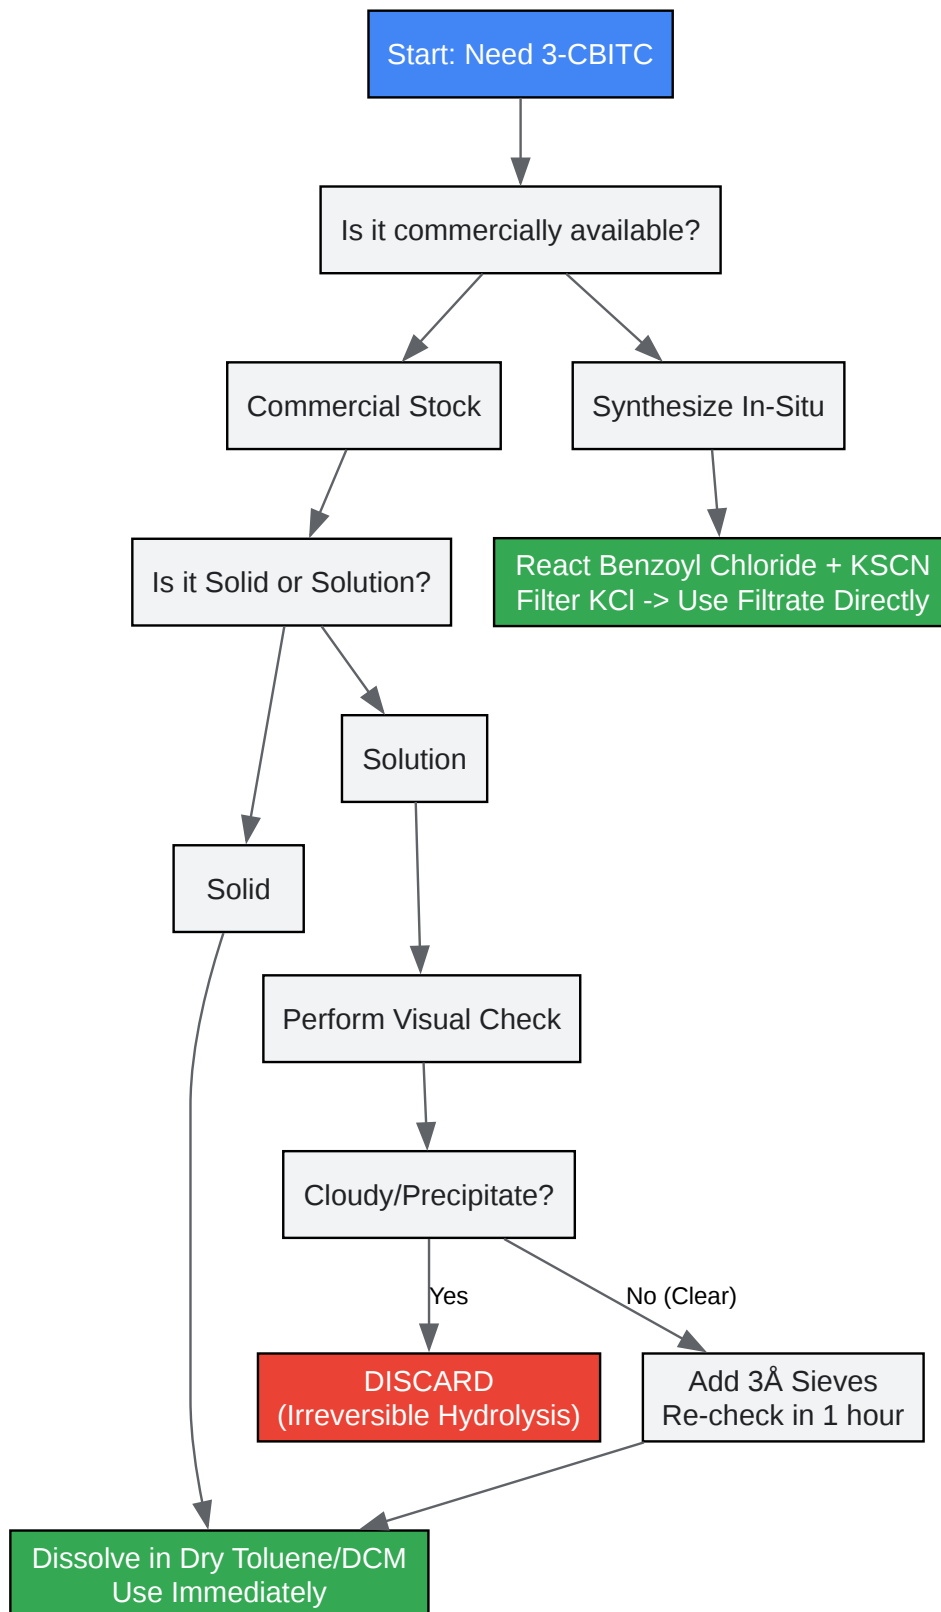 Start: Need 3-CBITC
Is it commercially available?
Commercial Stock
Synthesize In-Situ
Is it Solid or Solution?
React Benzoyl Chloride + KSCN
Filter KCl -> Use Filtrate Directly
Solution
Solid
Perform Visual Check
Cloudy/Precipitate?
Yes
No (Clear)
DISCARD
(Irreversible Hydrolysis)
Add 3Å Sieves
Re-check in 1 hour
Dissolve in Dry Toluene/DCM
Use Immediately